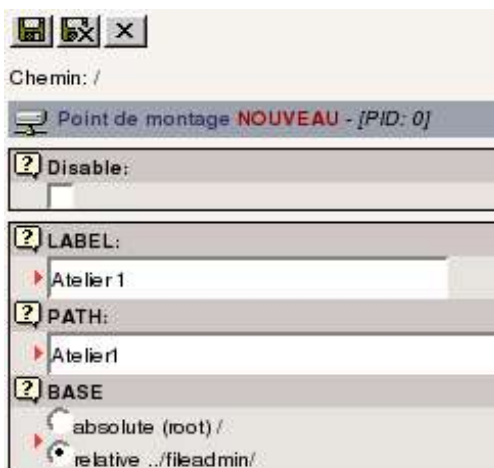 Chemin: /
Point de montage NOUVEAU - [PID: 0]
Disable:
LABEL:
Atelier 1
PATH:
Atelier1
BASE
absolute (root) /
relative ../fileadmin/